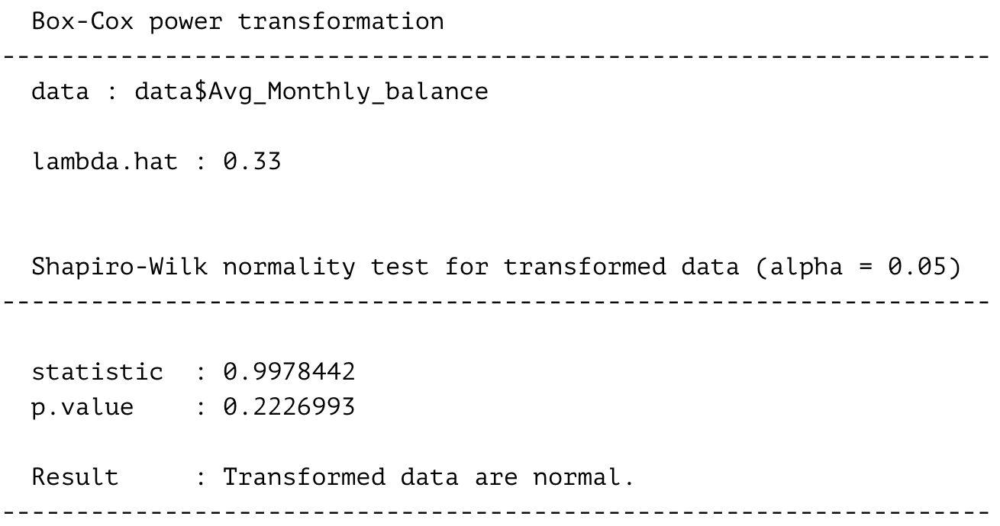 Box-Cox power transformation
-------------------------------------------------------------------
data : data$Avg_Monthly_balance
lambda.hat : 0.33
Shapiro-Wilk normality test for transformed data (alpha = 0.05)
-------------------------------------------------------------------
statistic  : 0.9978442
p.value    : 0.2226993
Result     : Transformed data are normal.
-------------------------------------------------------------------